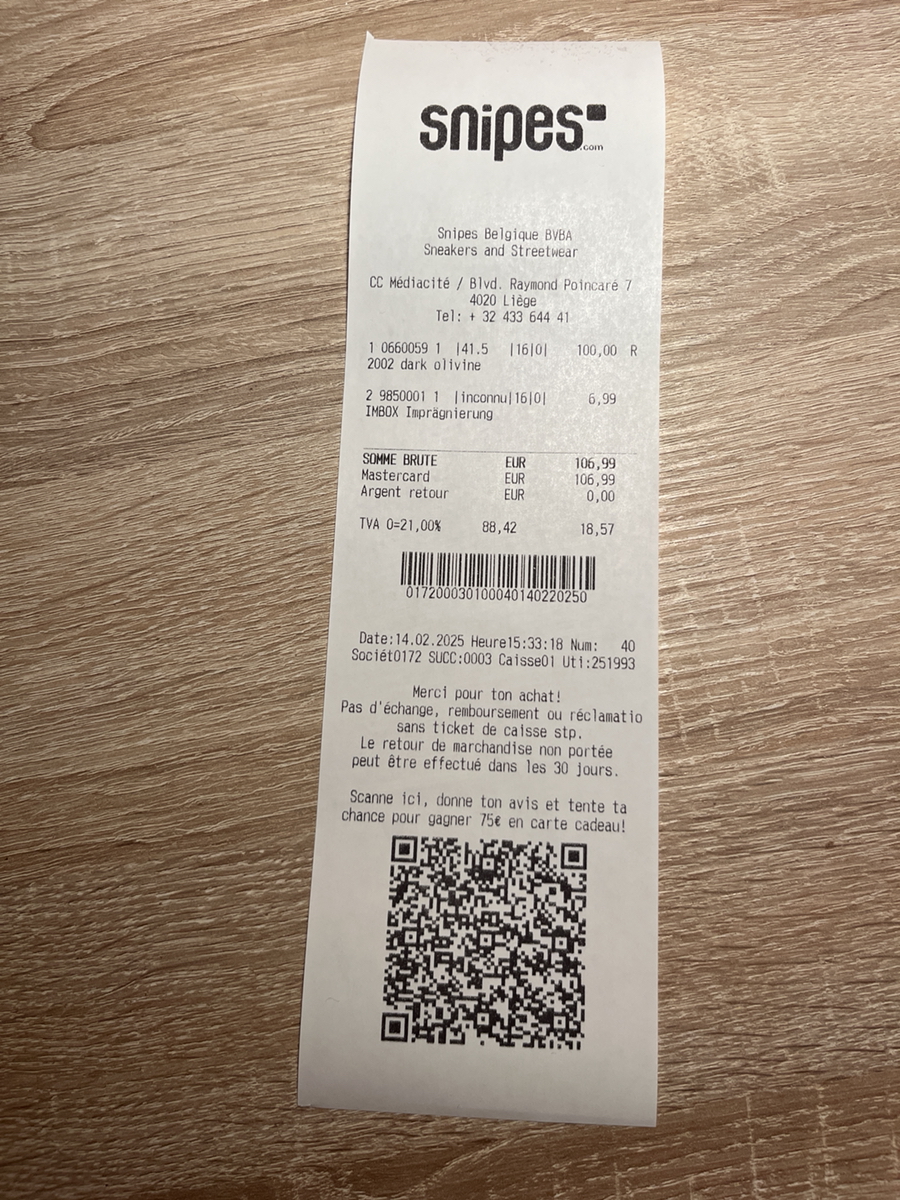 snipes
.com
Snipes Belgique BVBA
Sneakers and Streetwear
CC Médiacité / Blvd. Raymond Poincaré 7
4020 Liège
Tel: + 32 433 644 41
1 0660059 1 |41.5 |16|0| 100,00 R
2002 dark olivine
2 9850001 1 |inconnu|16|0| 6,99
IMBOX Imprägnierung
SOMME BRUTE EUR 106,99
Mastercard EUR 106,99
Argent retour EUR 0,00
TVA 0=21,00% 88,42 18,57
017200030100040140220250
Date:14.02.2025 Heure15:33:18 Num: 40
Sociét0172 SUCC:0003 Caisse01 Uti:251993
Merci pour ton achat!
Pas d'échange, remboursement ou réclamatio
sans ticket de caisse stp.
Le retour de marchandise non portée
peut être effectué dans les 30 jours.
Scanne ici, donne ton avis et tente ta
chance pour gagner 75€ en carte cadeau!